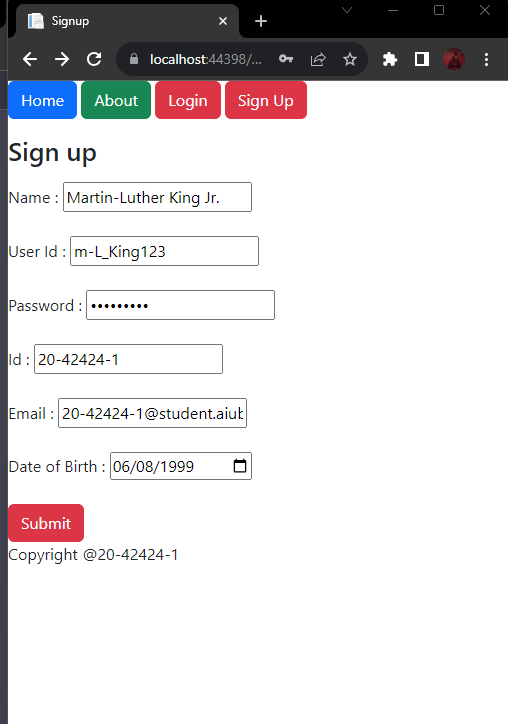 Signup
localhost:44398/...
Home About Login Sign Up
Sign up
Name : Martin-Luther King Jr.
User Id : m-L_King123
Password : •••••••••
Id : 20-42424-1
Email : 20-42424-1@student.aiub
Date of Birth : 06/08/1999
Submit
Copyright @20-42424-1